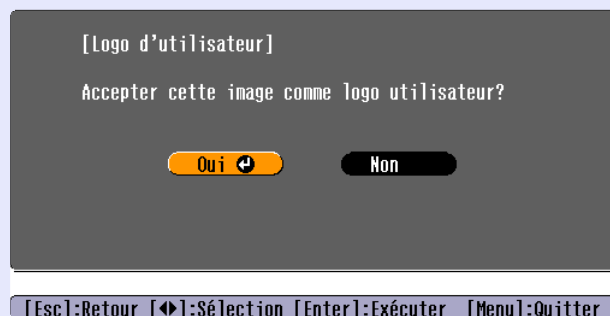 [Logo d'utilisateur]
Accepter cette image comme logo utilisateur?
Oui Non
[Esc]:Retour [◆]:Sélection [Enter]:Exécuter [Menu]:Quitter